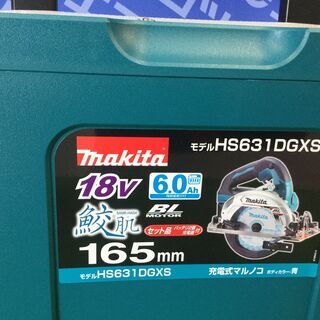 モデルHS631DGXS
makita
18V
6.0Ah
BL
MOTOR
鮫肌
セット品
165mm
モデルHS631DGXS
充電式マルノコ ボディカラー:青